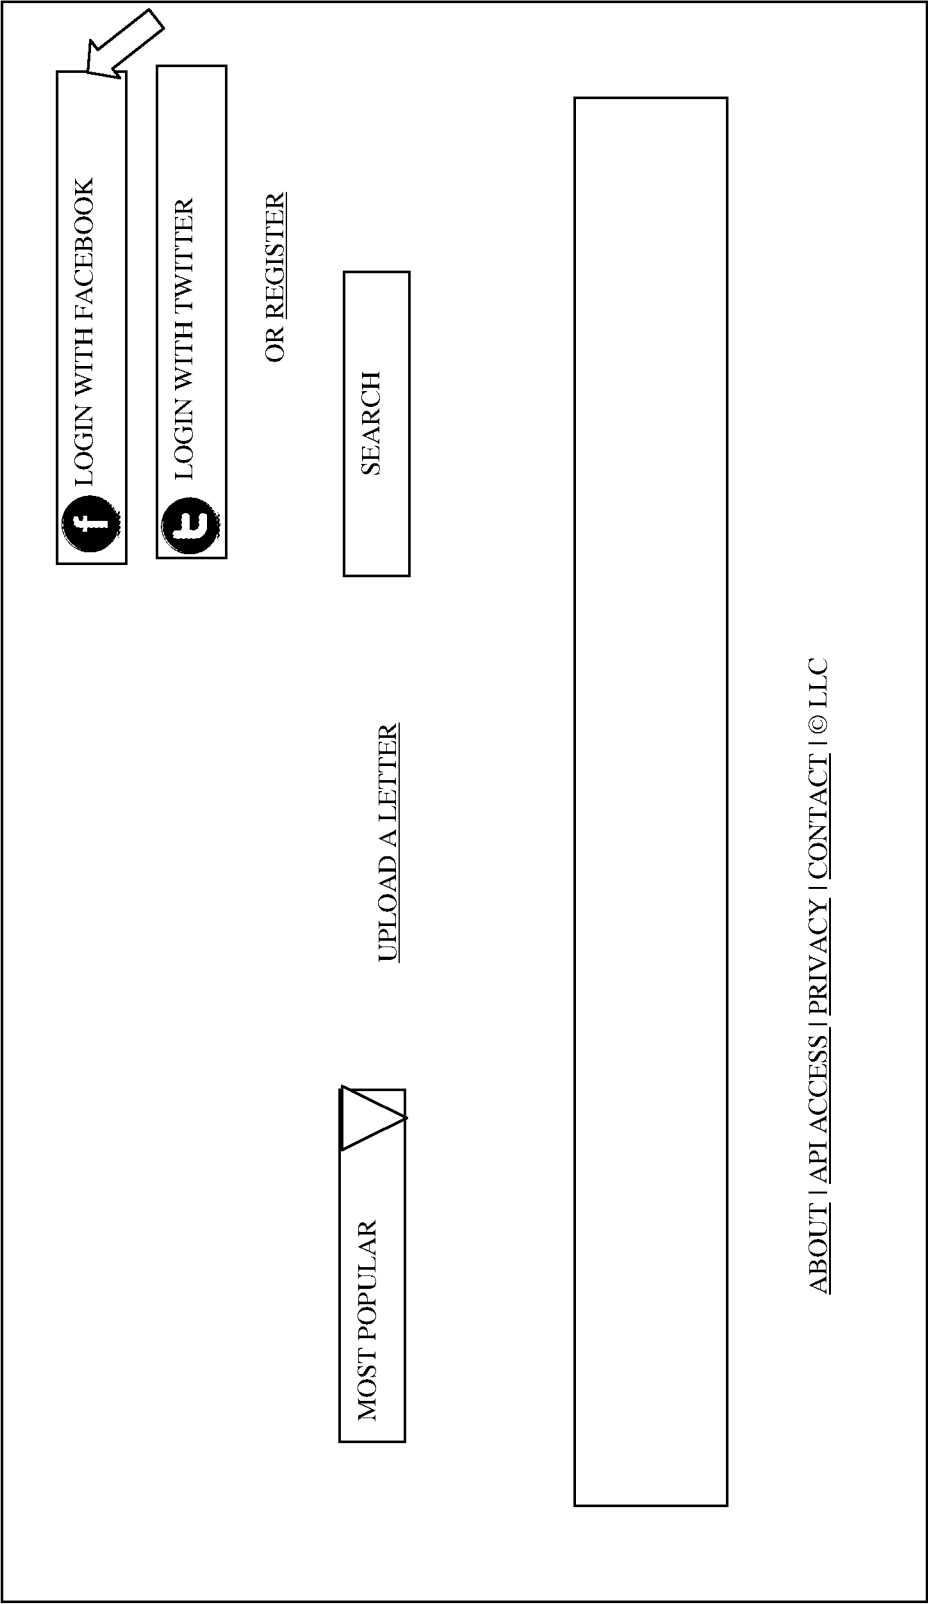 f LOGIN WITH FACEBOOK
t LOGIN WITH TWITTER
OR REGISTER
MOST POPULAR
UPLOAD A LETTER
SEARCH
ABOUT | API ACCESS | PRIVACY | CONTACT | © LLC